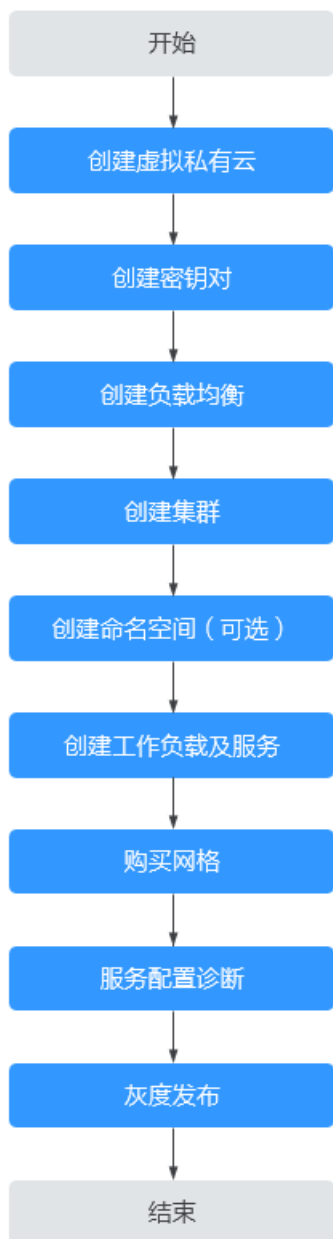 开始
创建虚拟私有云
创建密钥对
创建负载均衡
创建集群
创建命名空间（可选）
创建工作负载及服务
购买网格
服务配置诊断
灰度发布
结束